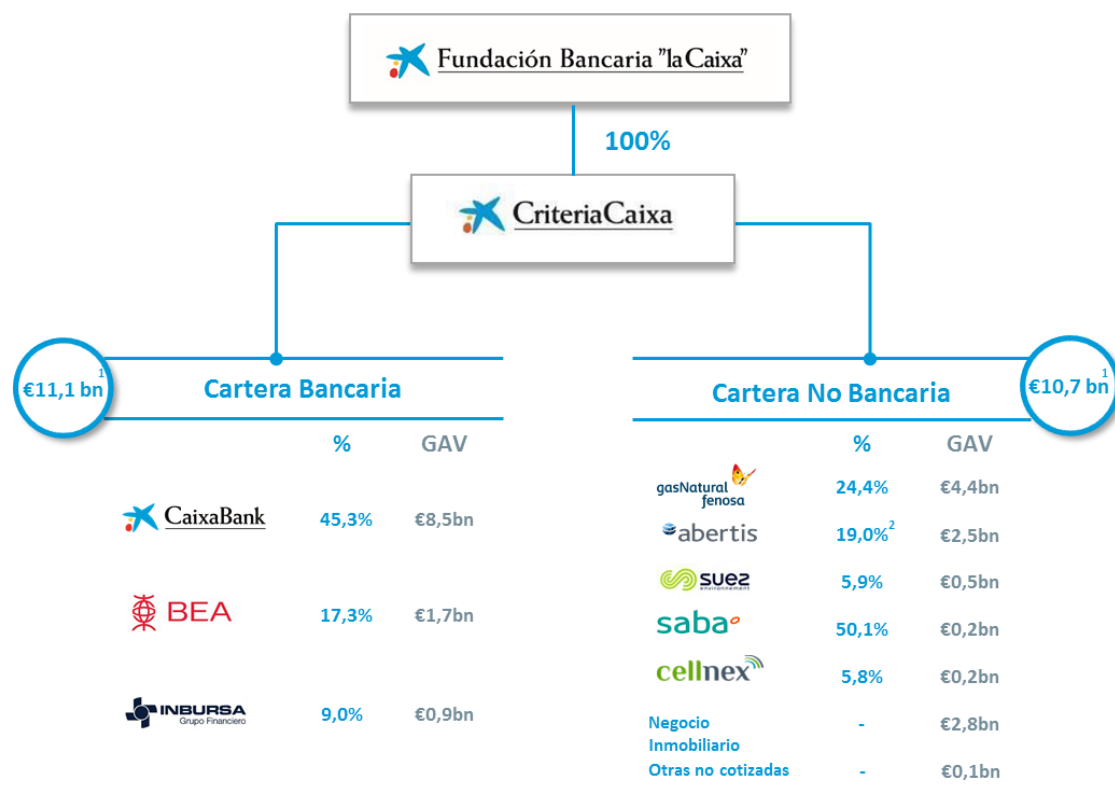 Fundación Bancaria "la Caixa"
100%
CriteriaCaixa
€11,1 bn 1
Cartera Bancaria
% GAV
CaixaBank 45,3% €8,5bn
BEA 17,3% €1,7bn
INBURSA
Grupo Financiero
9,0% €0,9bn
€10,7 bn 1
Cartera No Bancaria
% GAV
gasNatural
fenosa
24,4% €4,4bn
abertis 19,0% 2 €2,5bn
suez
environnement
5,9% €0,5bn
saba 50,1% €0,2bn
cellnex 5,8% €0,2bn
Negocio - €2,8bn
Inmobiliario
Otras no cotizadas - €0,1bn